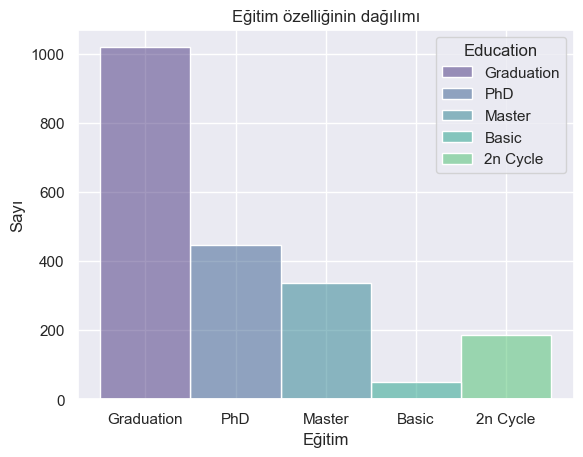 Eğitim özelliğinin dağılımı
Sayı
1000
800
600
400
200
0
Education
Graduation
PhD
Master
Basic
2n Cycle
Graduation PhD Master Basic 2n Cycle
Eğitim